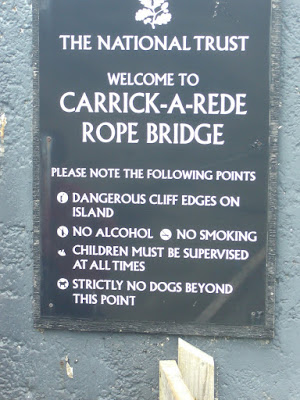 THE NATIONAL TRUST
WELCOME TO
CARRICK-A-REDE
ROPE BRIDGE
PLEASE NOTE THE FOLLOWING POINTS
DANGEROUS CLIFF EDGES ON
ISLAND
NO ALCOHOL NO SMOKING
CHILDREN MUST BE SUPERVISED
AT ALL TIMES
STRICTLY NO DOGS BEYOND
THIS POINT